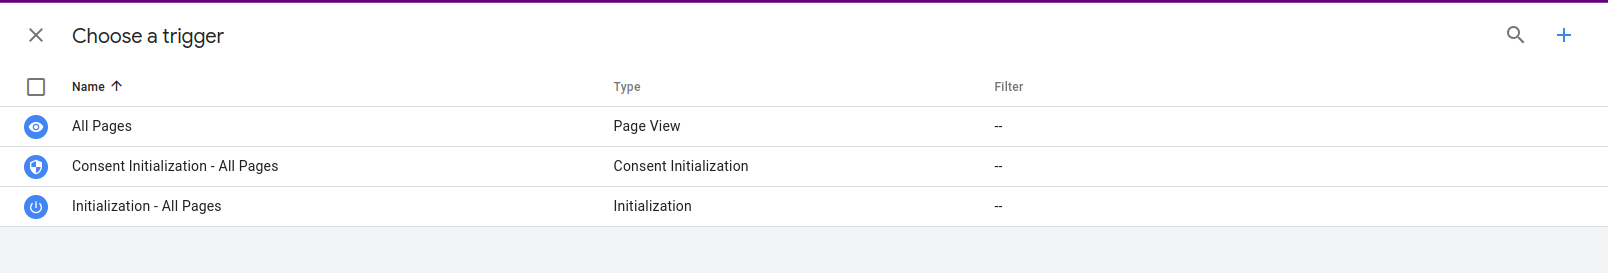 Choose a trigger
Name Type Filter
All Pages Page View --
Consent Initialization - All Pages Consent Initialization --
Initialization - All Pages Initialization --